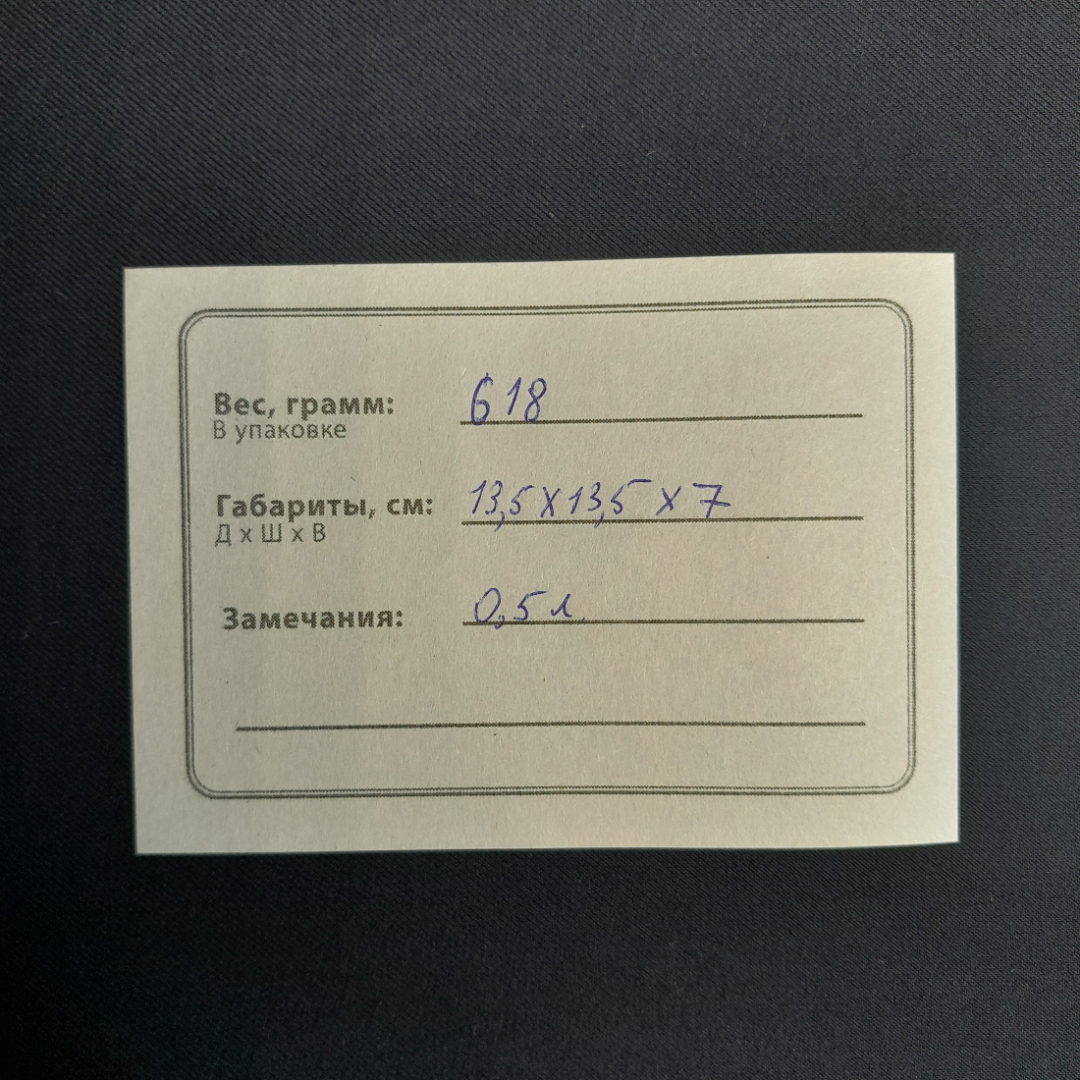 Вес, грамм: 618
В упаковке
Габариты, см: 13,5 х 13,5 х 7
Д х Ш х В
Замечания: 0,5 л